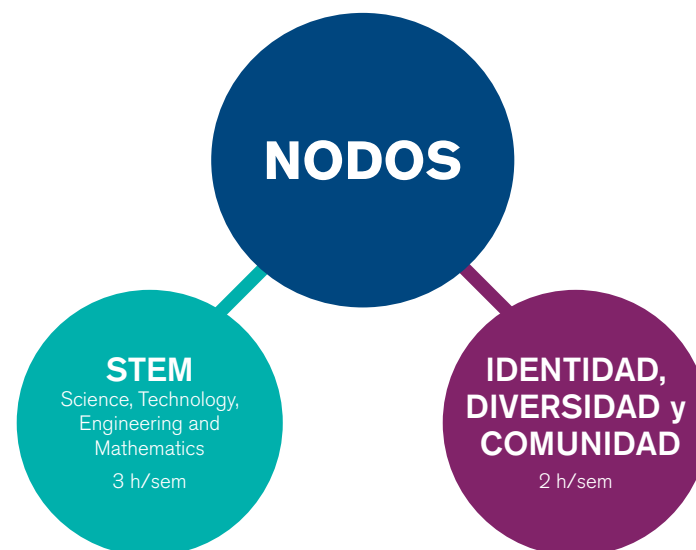 NODOS
STEM
Science, Technology,
Engineering and
Mathematics
3 h/sem
IDENTIDAD,
DIVERSIDAD y
COMUNIDAD
2 h/sem